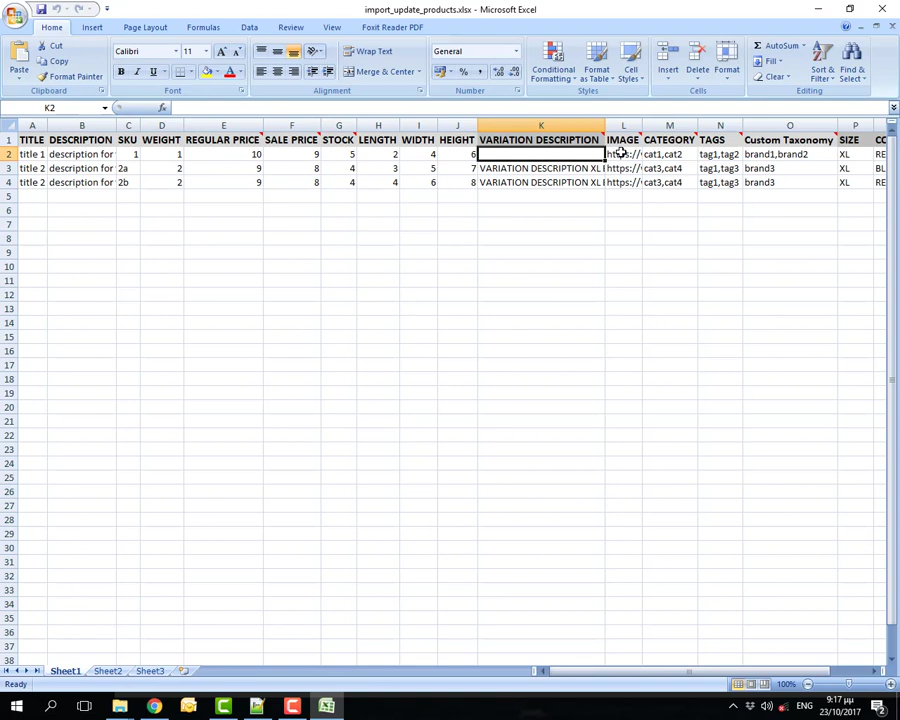 import_update_products.xlsx - Microsoft Excel
Home Insert Page Layout Formulas Data Review View Foxit Reader PDF
Paste
Cut
Copy
Format Painter
Clipboard
Calibri 11
B I U
Font
Wrap Text
Merge & Center
Alignment
General
Number
Conditional Formatting
Format as Table
Cell Styles
Styles
Insert Delete Format
Cells
Σ AutoSum
Fill
Clear
Sort & Filter
Find & Select
Editing
K2
A B C D E F G H I J K L M N O P Q
1 TITLE DESCRIPTION SKU WEIGHT REGULAR PRICE SALE PRICE STOCK LENGTH WIDTH HEIGHT VARIATION DESCRIPTION IMAGE CATEGORY TAGS Custom Taxonomy SIZE CO
2 title 1 description for 1 1 10 9 5 2 4 6 https:// cat1,cat2 tag1,tag2 brand1,brand2 XL RE
3 title 2 description for 2a 2 9 8 4 3 5 7 VARIATION DESCRIPTION XL https:// cat3,cat4 tag1,tag3 brand3 XL BL
4 title 2 description for 2b 2 9 8 4 4 6 8 VARIATION DESCRIPTION XL https:// cat3,cat4 tag1,tag3 brand3 XL RE
5
6
7
8
9
10
11
12
13
14
15
16
17
18
19
20
21
22
23
24
25
26
27
28
29
30
31
32
33
34
35
36
37
38
Sheet1 Sheet2 Sheet3
Ready
100%
ENG
9:17 μμ
23/10/2017
2